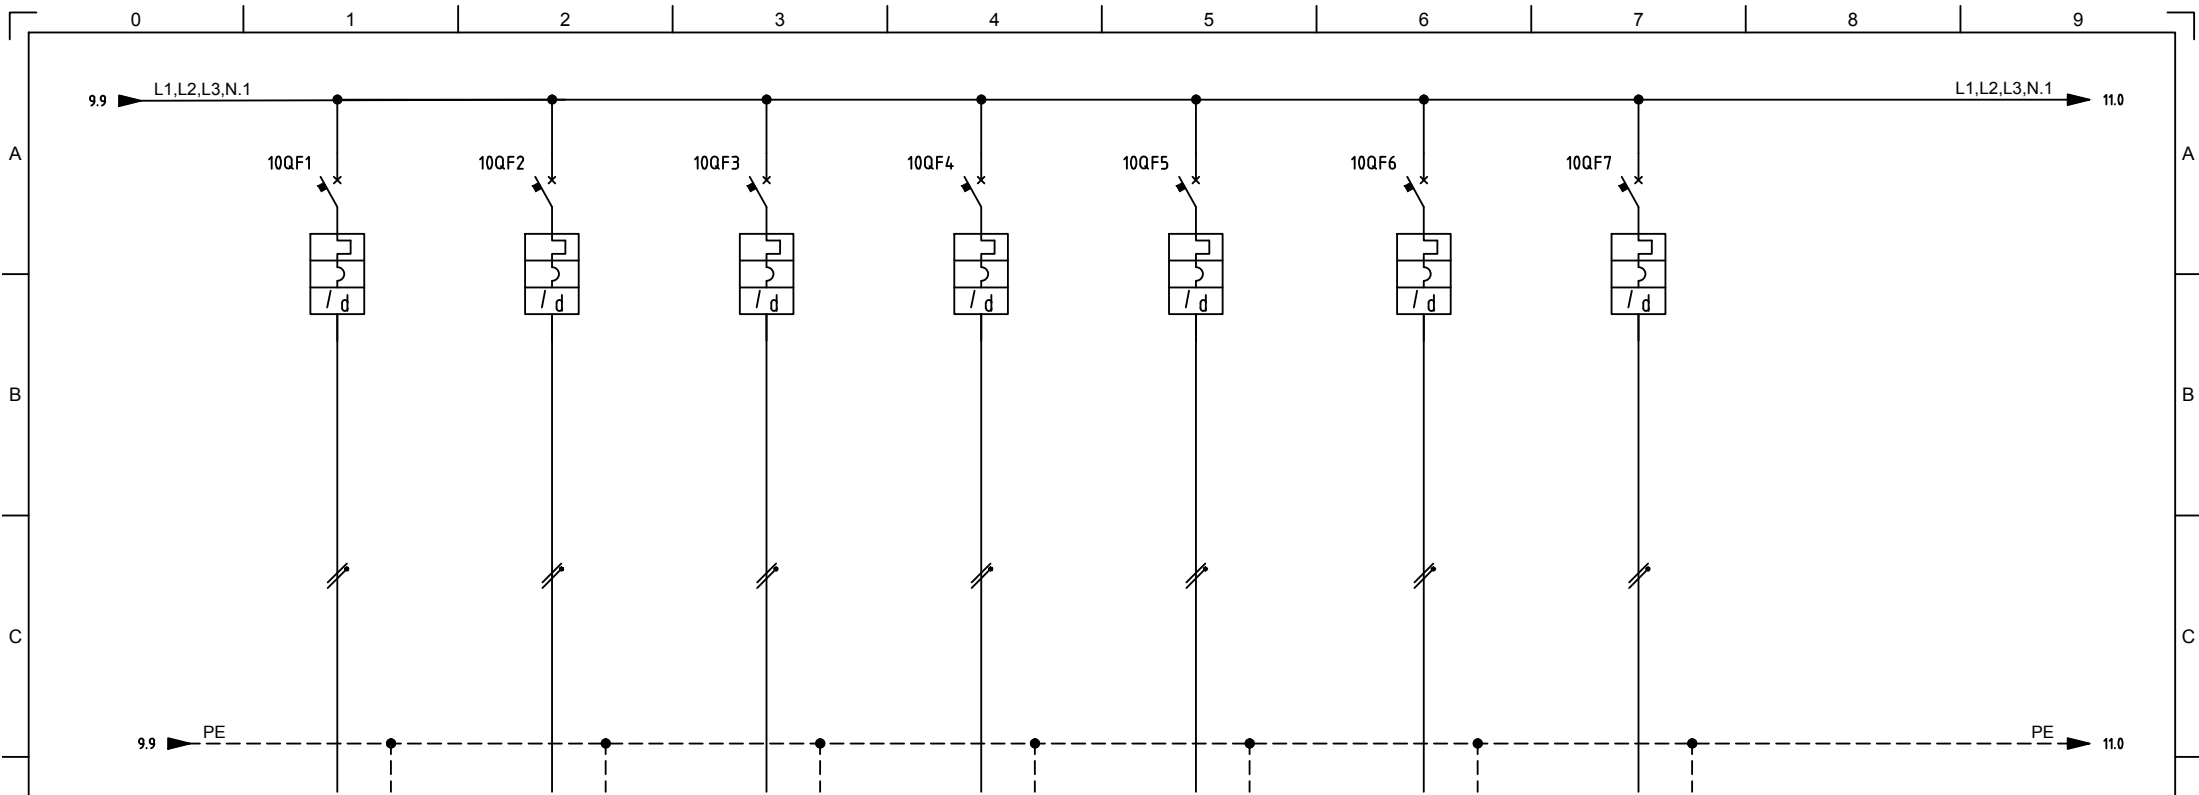 0 1 2 3 4 5 6 7 8 9
9.9 L1,L2,L3,N.1 L1,L2,L3,N.1 11.0
A 10QF1 10QF2 10QF3 10QF4 10QF5 10QF6 10QF7 A
/ d / d / d / d / d / d / d
B B
C C
9.9 PE PE 11.0